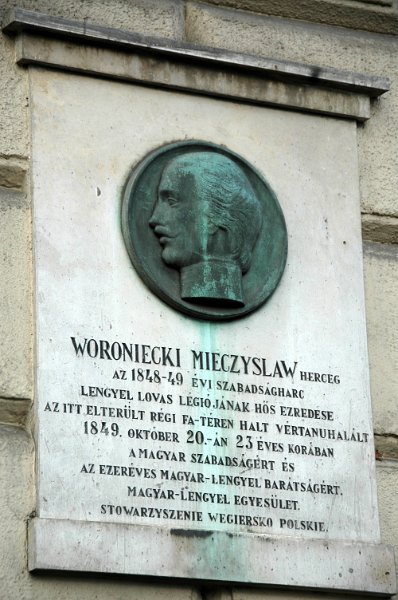 WORONIECKI MIECZYSLAW HERCEG
AZ 1848-49 ÉVI SZABADSÁGHARC
LENGYEL LOVAS LÉGIÓJÁNAK HŐS EZREDESE
AZ ITT ELTERÜLT RÉGI FA-TÉREN HALT VÉRTANUHALÁLT
1849. OKTÓBER 20.-ÁN 23 ÉVES KORÁBAN
A MAGYAR SZABADSÁGÉRT ÉS
AZ EZERÉVES MAGYAR-LENGYEL BARÁTSÁGÉRT.
MAGYAR-LENGYEL EGYESÜLET.
STOWARZYSZENIE WEGIERSKO POLSKIE.